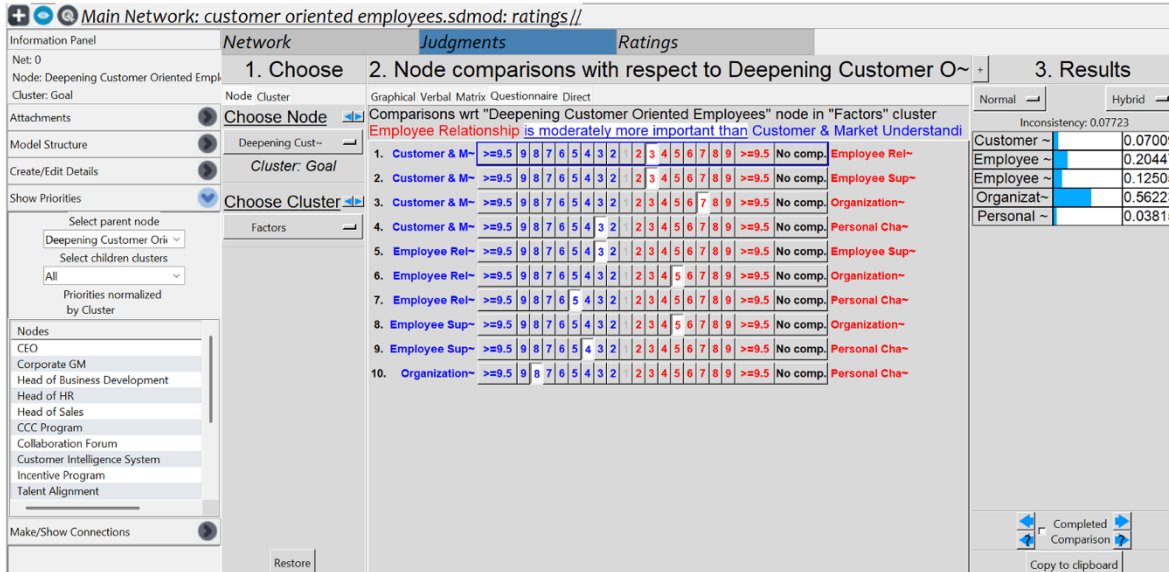 Main Network: customer oriented employees.sdmod: ratings//
Information Panel
Net: 0
Node: Deepening Customer Oriented Empl
Cluster: Goal
Attachments
Model Structure
Create/Edit Details
Show Priorities
Select parent node
Deepening Customer Ori
Select children clusters
All
Priorities normalized
by Cluster
Nodes
CEO
Corporate GM
Head of Business Development
Head of HR
Head of Sales
CCC Program
Collaboration Forum
Customer Intelligence System
Incentive Program
Talent Alignment
Make/Show Connections
Network Judgments Ratings
1. Choose
Node Cluster
Choose Node
Deepening Cust~
Cluster: Goal
Choose Cluster
Factors
Restore
2. Node comparisons with respect to Deepening Customer O~
+
Graphical Verbal Matrix Questionnaire Direct
Comparisons wrt "Deepening Customer Oriented Employees" node in "Factors" cluster
Employee Relationship is moderately more important than Customer & Market Understandi
1. Customer & M~ >=9.5 9 8 7 6 5 4 3 2 1 2 3 4 5 6 7 8 9 >=9.5 No comp. Employee Rel~
2. Customer & M~ >=9.5 9 8 7 6 5 4 3 2 1 2 3 4 5 6 7 8 9 >=9.5 No comp. Employee Sup~
3. Customer & M~ >=9.5 9 8 7 6 5 4 3 2 1 2 3 4 5 6 7 8 9 >=9.5 No comp. Organization~
4. Customer & M~ >=9.5 9 8 7 6 5 4 3 2 1 2 3 4 5 6 7 8 9 >=9.5 No comp. Personal Cha~
5. Employee Rel~ >=9.5 9 8 7 6 5 4 3 2 1 2 3 4 5 6 7 8 9 >=9.5 No comp. Employee Sup~
6. Employee Rel~ >=9.5 9 8 7 6 5 4 3 2 1 2 3 4 5 6 7 8 9 >=9.5 No comp. Organization~
7. Employee Rel~ >=9.5 9 8 7 6 5 4 3 2 1 2 3 4 5 6 7 8 9 >=9.5 No comp. Personal Cha~
8. Employee Sup~ >=9.5 9 8 7 6 5 4 3 2 1 2 3 4 5 6 7 8 9 >=9.5 No comp. Organization~
9. Employee Sup~ >=9.5 9 8 7 6 5 4 3 2 1 2 3 4 5 6 7 8 9 >=9.5 No comp. Personal Cha~
10. Organization~ >=9.5 9 8 7 6 5 4 3 2 1 2 3 4 5 6 7 8 9 >=9.5 No comp. Personal Cha~
3. Results
Normal Hybrid
Inconsistency: 0.07723
Customer ~ 0.0700
Employee ~ 0.2044
Employee ~ 0.1250
Organizat~ 0.5622
Personal ~ 0.0381
Completed
Comparison
Copy to clipboard